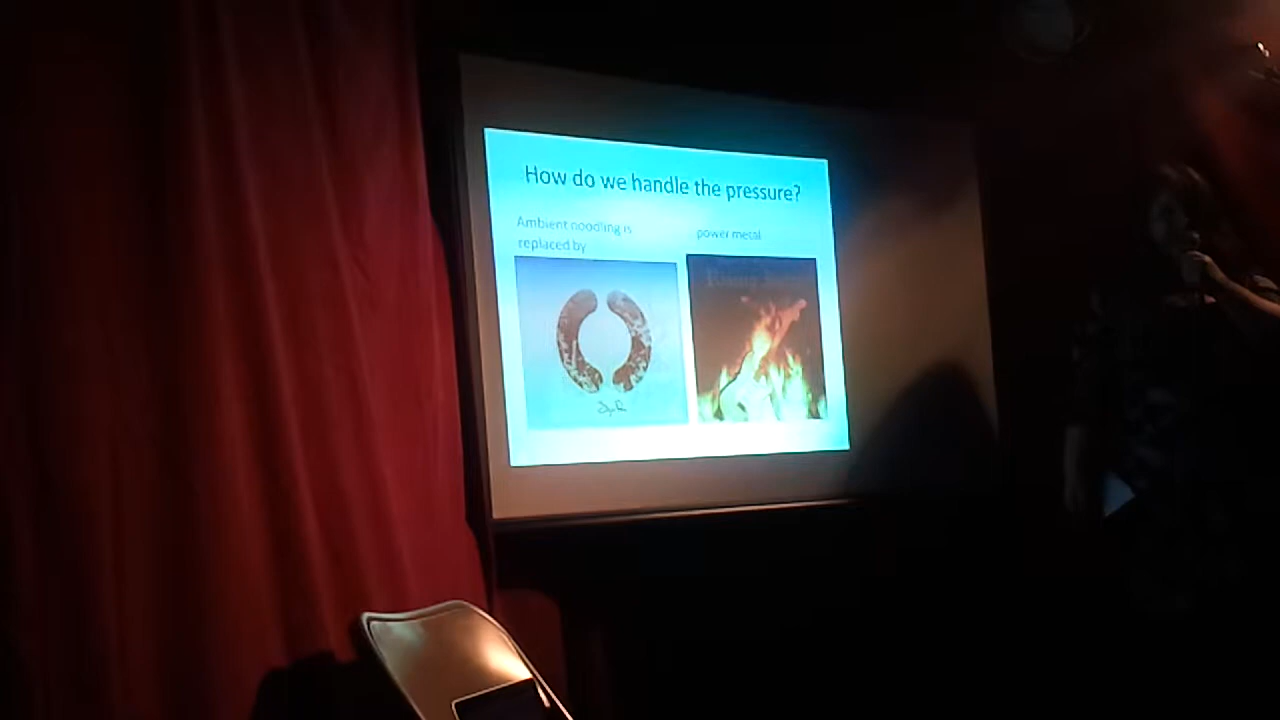 How do we handle the pressure?
Ambient noodling is
replaced by
power metal